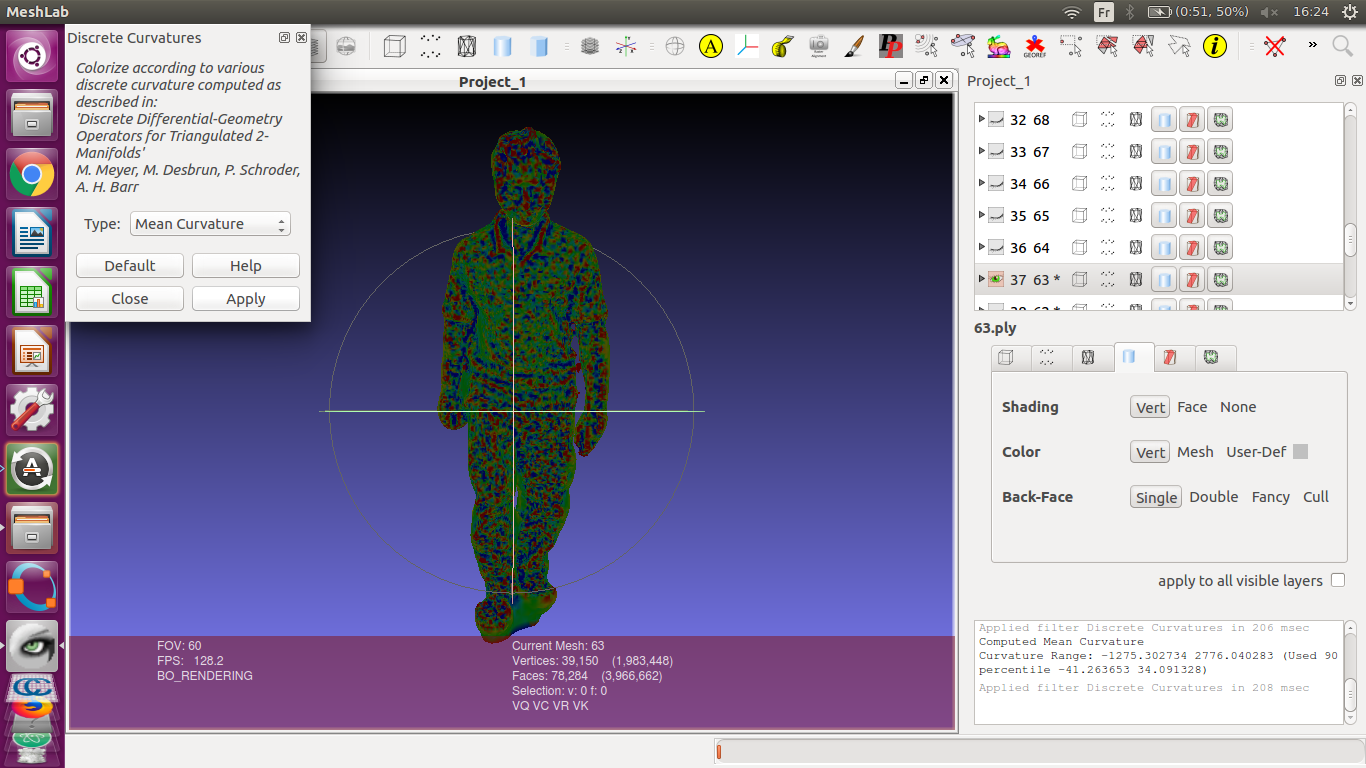 MeshLab
Fr
(0:51, 50%)
16:24
Discrete Curvatures
Colorize according to various
discrete curvature computed as
described in:
'Discrete Differential-Geometry
Operators for Triangulated 2-
Manifolds'
M. Meyer, M. Desbrun, P. Schroder,
A. H. Barr
Type: Mean Curvature
Default Help
Close Apply
A
PP
GEOREF
i
»
Project_1
FOV: 60
FPS: 128.2
BO_RENDERING
Current Mesh: 63
Vertices: 39,150 (1,983,448)
Faces: 78,284 (3,966,662)
Selection: v: 0 f: 0
VQ VC VR VK
Project_1
32 68
33 67
34 66
35 65
36 64
37 63 *
63.ply
Shading Vert Face None
Color Vert Mesh User-Def
Back-Face Single Double Fancy Cull
apply to all visible layers
Applied filter Discrete Curvatures in 206 msec
Computed Mean Curvature
Curvature Range: -1275.302734 2776.040283 (Used 90
percentile -41.263653 34.091328)
Applied filter Discrete Curvatures in 208 msec